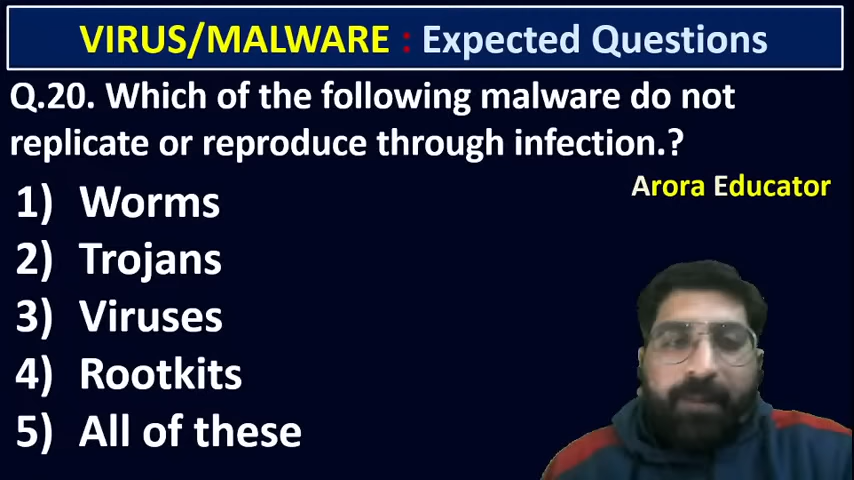 VIRUS/MALWARE : Expected Questions
Q.20. Which of the following malware do not
replicate or reproduce through infection.?
Arora Educator
1) Worms
2) Trojans
3) Viruses
4) Rootkits
5) All of these